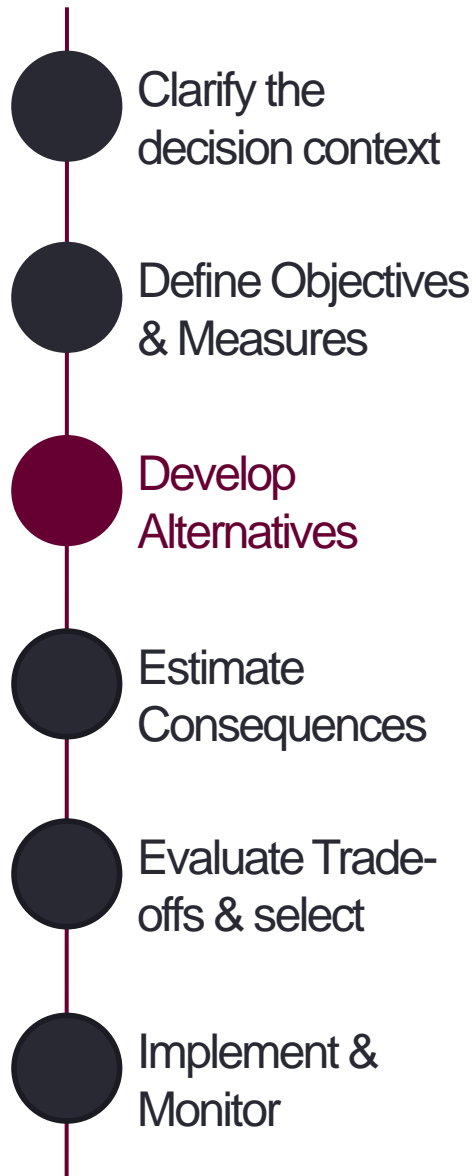 Clarify the
decision context
Define Objectives
& Measures
Develop
Alternatives
Estimate
Consequences
Evaluate Trade-
offs & select
Implement &
Monitor